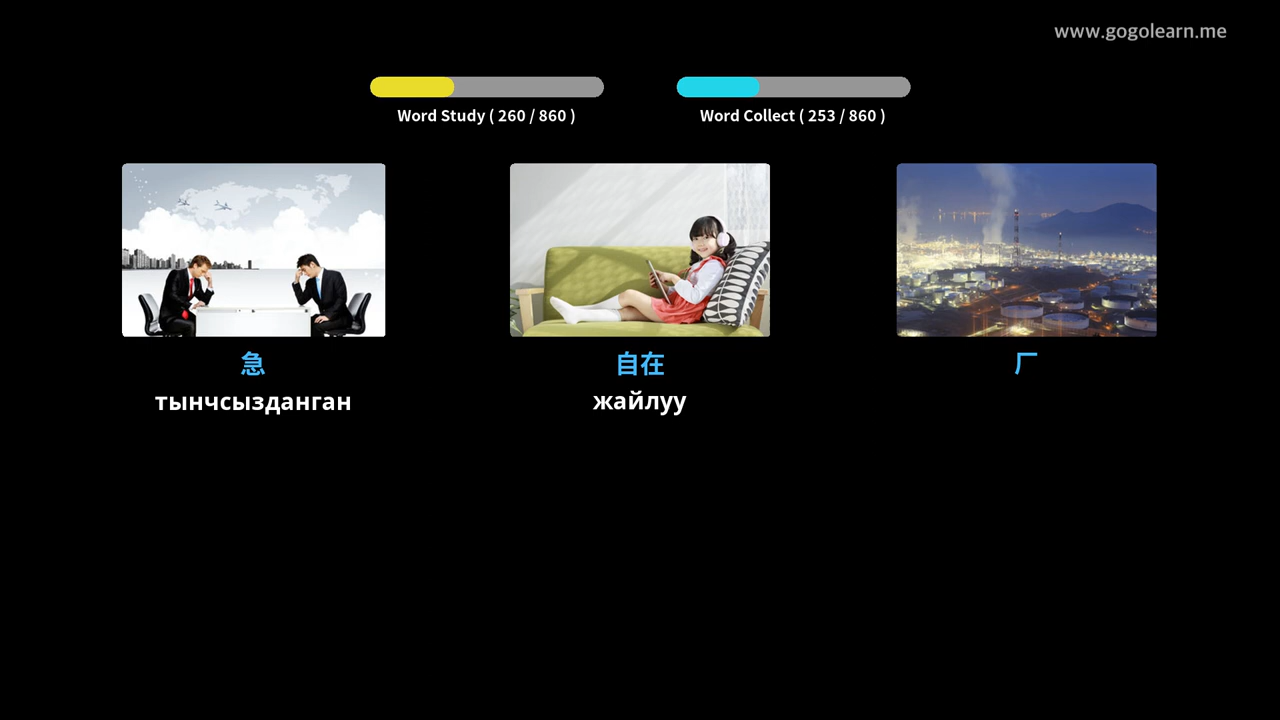 www.gogolearn.me
Word Study ( 260 / 860 )
Word Collect ( 253 / 860 )
急
自在
厂
тынчсызданган
жайлуу